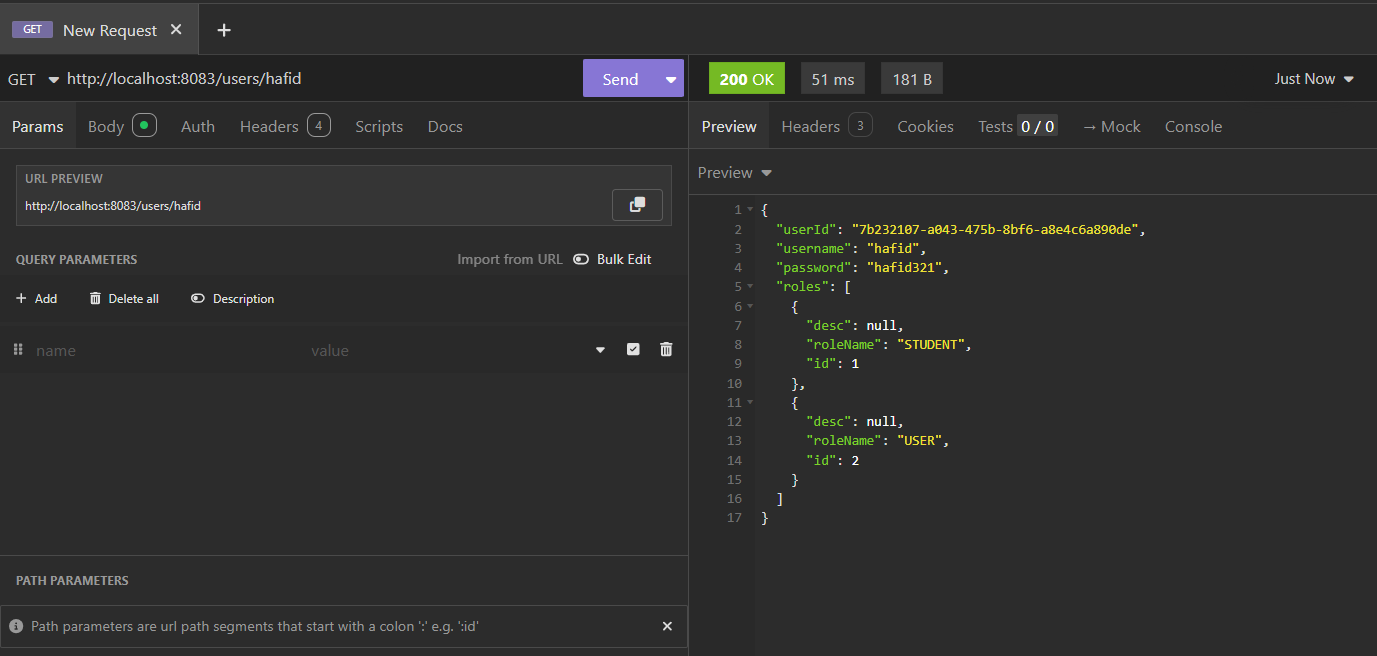 GET New Request
GET http://localhost:8083/users/hafid Send
200 OK 51 ms 181 B Just Now
Params Body Auth Headers 4 Scripts Docs
URL PREVIEW
http://localhost:8083/users/hafid
QUERY PARAMETERS Import from URL Bulk Edit
+ Add Delete all Description
name value
PATH PARAMETERS
Path parameters are url path segments that start with a colon ':' e.g. ':id'
Preview Headers 3 Cookies Tests 0 / 0 → Mock Console
Preview
1 {
2 "userId": "7b232107-a043-475b-8bf6-a8e4c6a890de",
3 "username": "hafid",
4 "password": "hafid321",
5 "roles": [
6 {
7 "desc": null,
8 "roleName": "STUDENT",
9 "id": 1
10 },
11 {
12 "desc": null,
13 "roleName": "USER",
14 "id": 2
15 }
16 ]
17 }